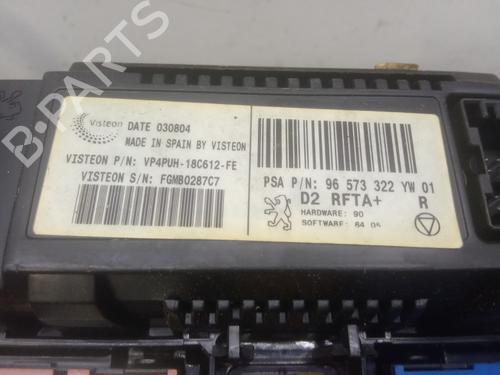 B-PARTS
Visteon DATE 030804
MADE IN SPAIN BY VISTEON
VISTEON P/N: VP4PUH-18C612-FE
VISTEON S/N: FGMB0287C7
PSA P/N: 96 573 322 YW 01
D2 RFTA+ R
HARDWARE: 90
SOFTWARE: 64 05